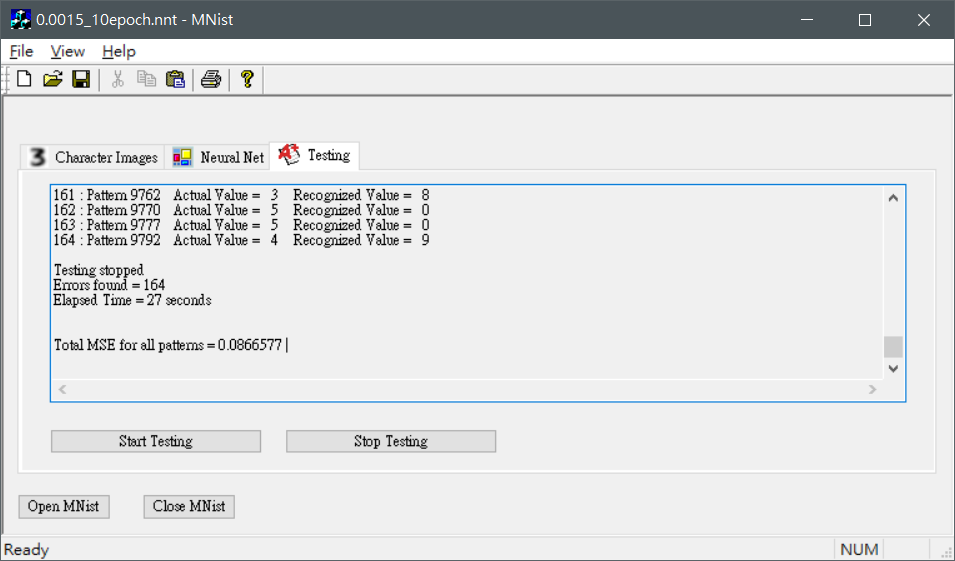 0.0015_10epoch.nnt - MNist
File View Help
Character Images Neural Net Testing
161 : Pattern 9762 Actual Value = 3 Recognized Value = 8
162 : Pattern 9770 Actual Value = 5 Recognized Value = 0
163 : Pattern 9777 Actual Value = 5 Recognized Value = 0
164 : Pattern 9792 Actual Value = 4 Recognized Value = 9
Testing stopped
Errors found = 164
Elapsed Time = 27 seconds
Total MSE for all patterns = 0.0866577
Start Testing Stop Testing
Open MNist Close MNist
Ready NUM